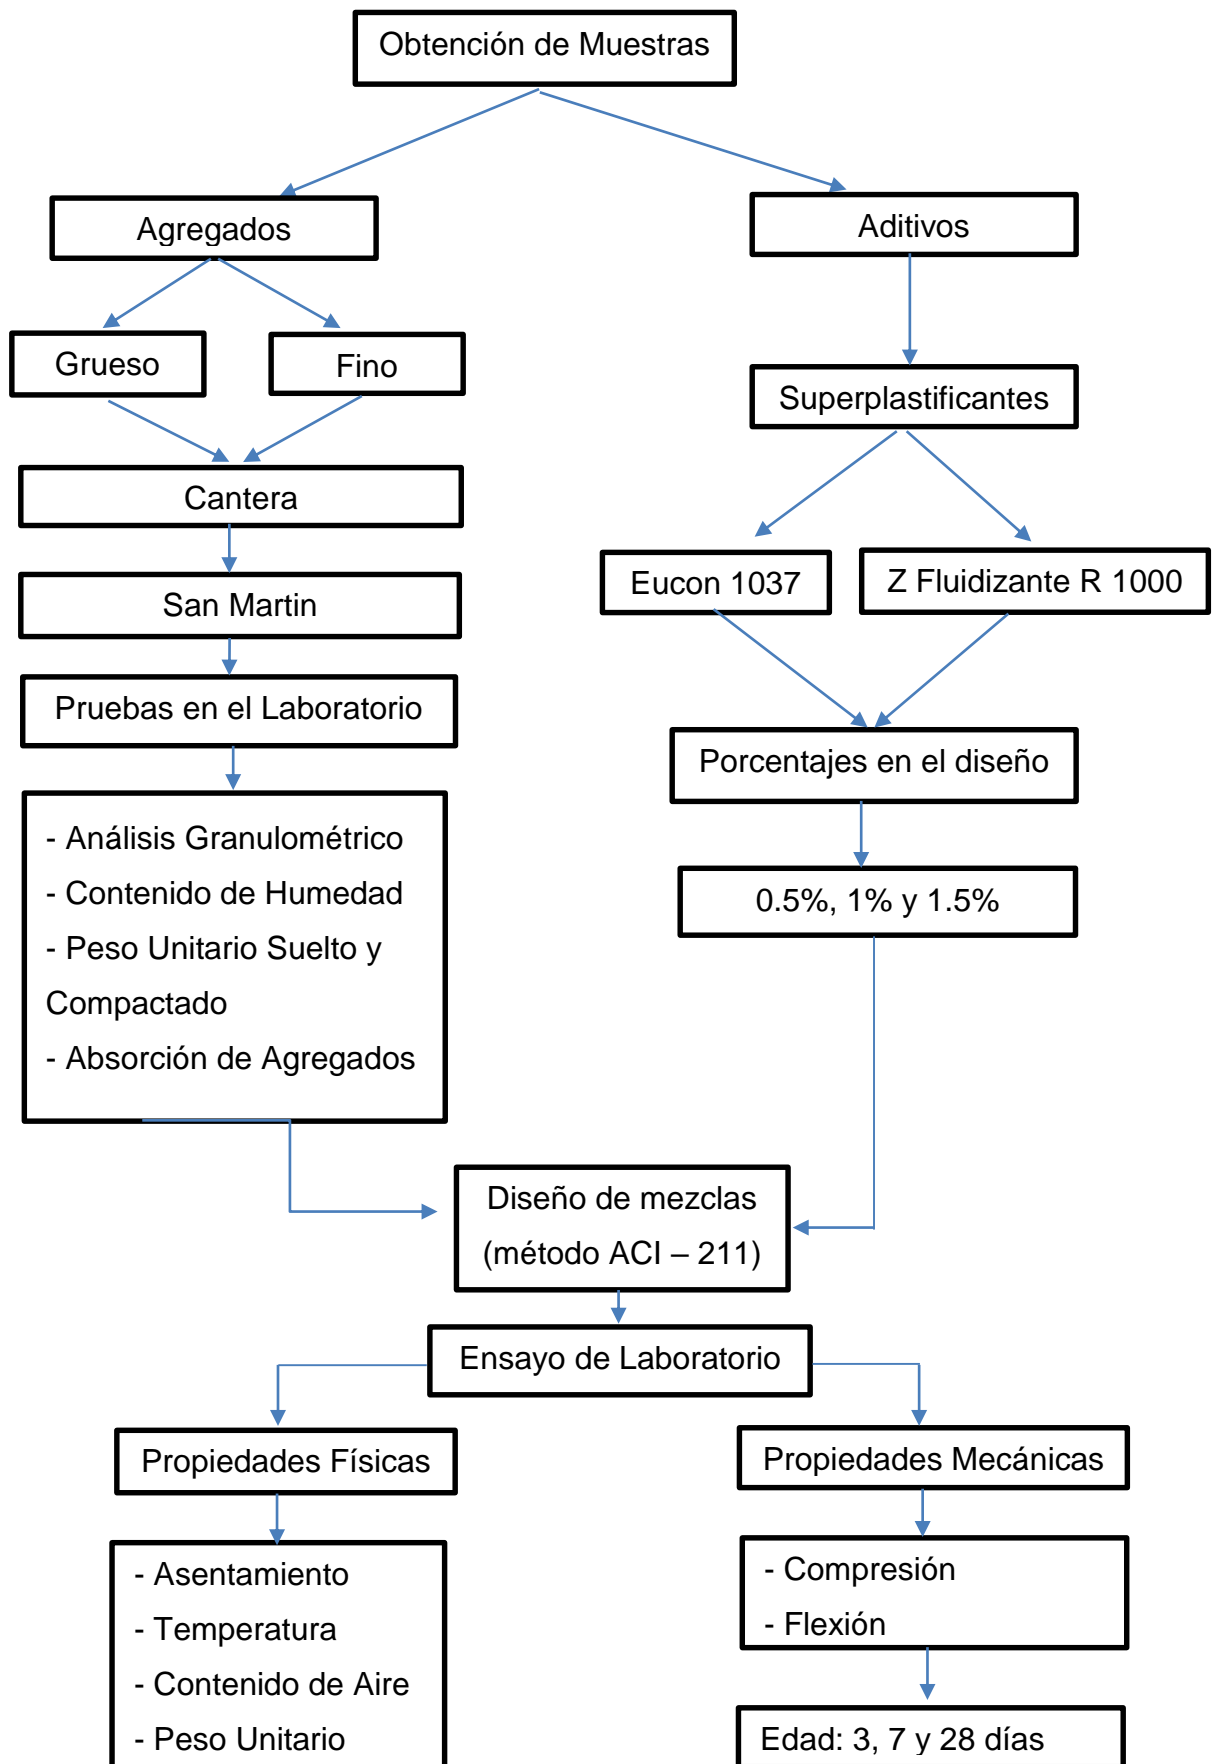 Obtención de Muestras
Agregados
Aditivos
Grueso
Fino
Superplastificantes
Cantera
San Martin
Eucon 1037
Z Fluidizante R 1000
Pruebas en el Laboratorio
Porcentajes en el diseño
- Análisis Granulométrico
- Contenido de Humedad
- Peso Unitario Suelto y
Compactado
- Absorción de Agregados
0.5%, 1% y 1.5%
Diseño de mezclas
(método ACI – 211)
Ensayo de Laboratorio
Propiedades Físicas
Propiedades Mecánicas
- Asentamiento
- Temperatura
- Contenido de Aire
- Peso Unitario
- Compresión
- Flexión
Edad: 3, 7 y 28 días